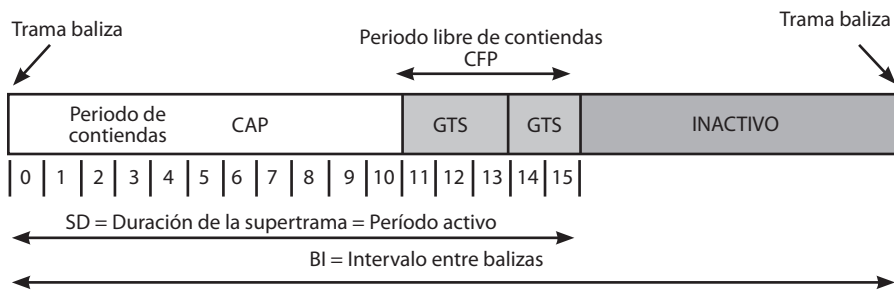 Trama baliza
Trama baliza
Periodo libre de contiendas
CFP
Periodo de
contiendas
CAP
GTS
GTS
INACTIVO
0 1 2 3 4 5 6 7 8 9 10 11 12 13 14 15
SD = Duración de la supertrama = Período activo
BI = Intervalo entre balizas